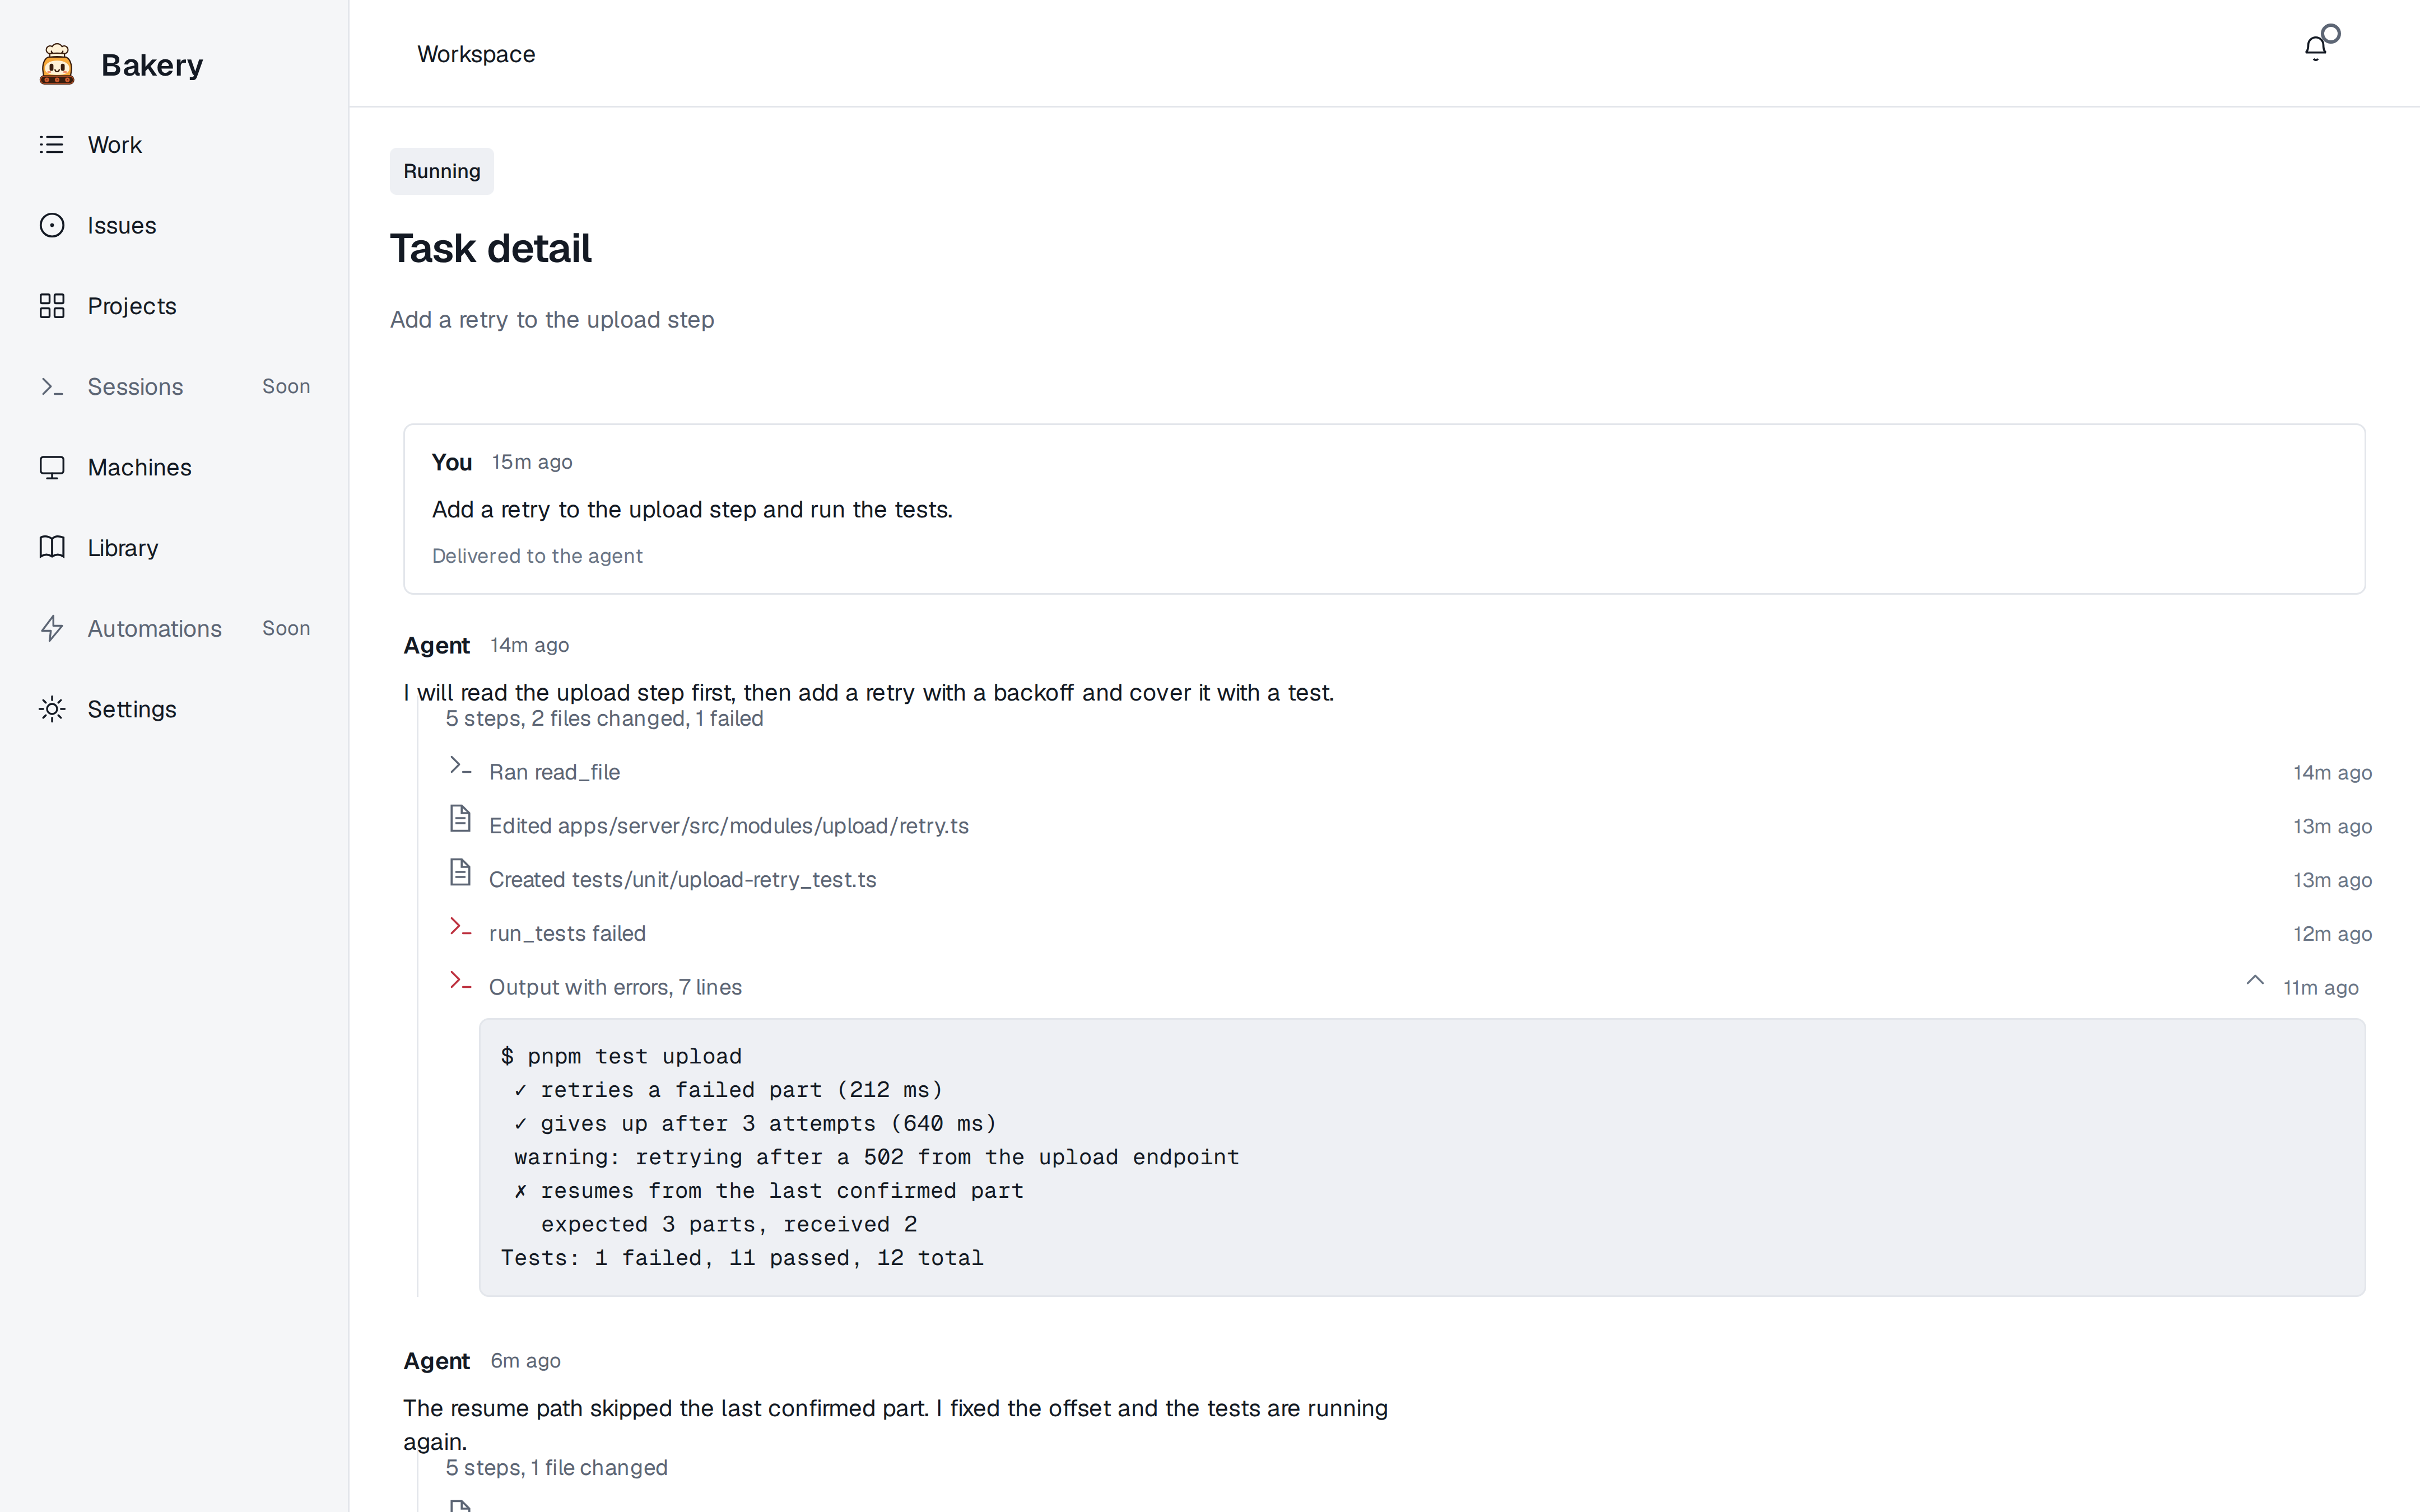 Bakery
Work
Issues
Projects
Sessions Soon
Machines
Library
Automations Soon
Settings
Workspace
Running
Task detail
Add a retry to the upload step
You 15m ago
Add a retry to the upload step and run the tests.
Delivered to the agent
Agent 14m ago
I will read the upload step first, then add a retry with a backoff and cover it with a test.
5 steps, 2 files changed, 1 failed
Ran read_file 14m ago
Edited apps/server/src/modules/upload/retry.ts 13m ago
Created tests/unit/upload-retry_test.ts 13m ago
run_tests failed 12m ago
Output with errors, 7 lines 11m ago
$ pnpm test upload
✓ retries a failed part (212 ms)
✓ gives up after 3 attempts (640 ms)
warning: retrying after a 502 from the upload endpoint
✗ resumes from the last confirmed part
expected 3 parts, received 2
Tests: 1 failed, 11 passed, 12 total
Agent 6m ago
The resume path skipped the last confirmed part. I fixed the offset and the tests are running
again.
5 steps, 1 file changed